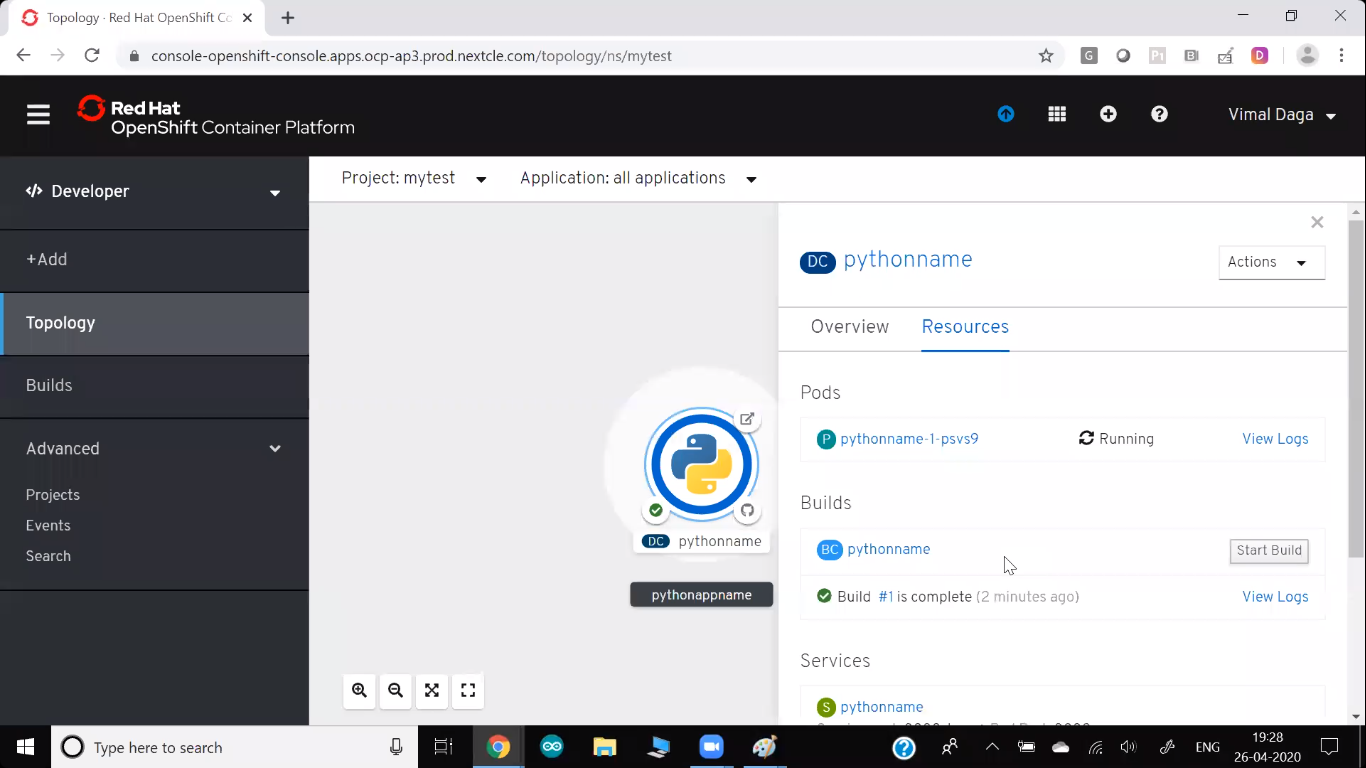 Topology · Red Hat OpenShift Co
console-openshift-console.apps.ocp-ap3.prod.nextcle.com/topology/ns/mytest
Red Hat
OpenShift Container Platform
Vimal Daga
Developer
Project: mytest
Application: all applications
+Add
Topology
Builds
Advanced
Projects
Events
Search
DC pythonname
pythonappname
DC pythonname
Actions
Overview
Resources
Pods
P pythonname-1-psvs9
Running
View Logs
Builds
BC pythonname
Start Build
Build #1 is complete (2 minutes ago)
View Logs
Services
S pythonname
Type here to search
ENG
19:28
26-04-2020